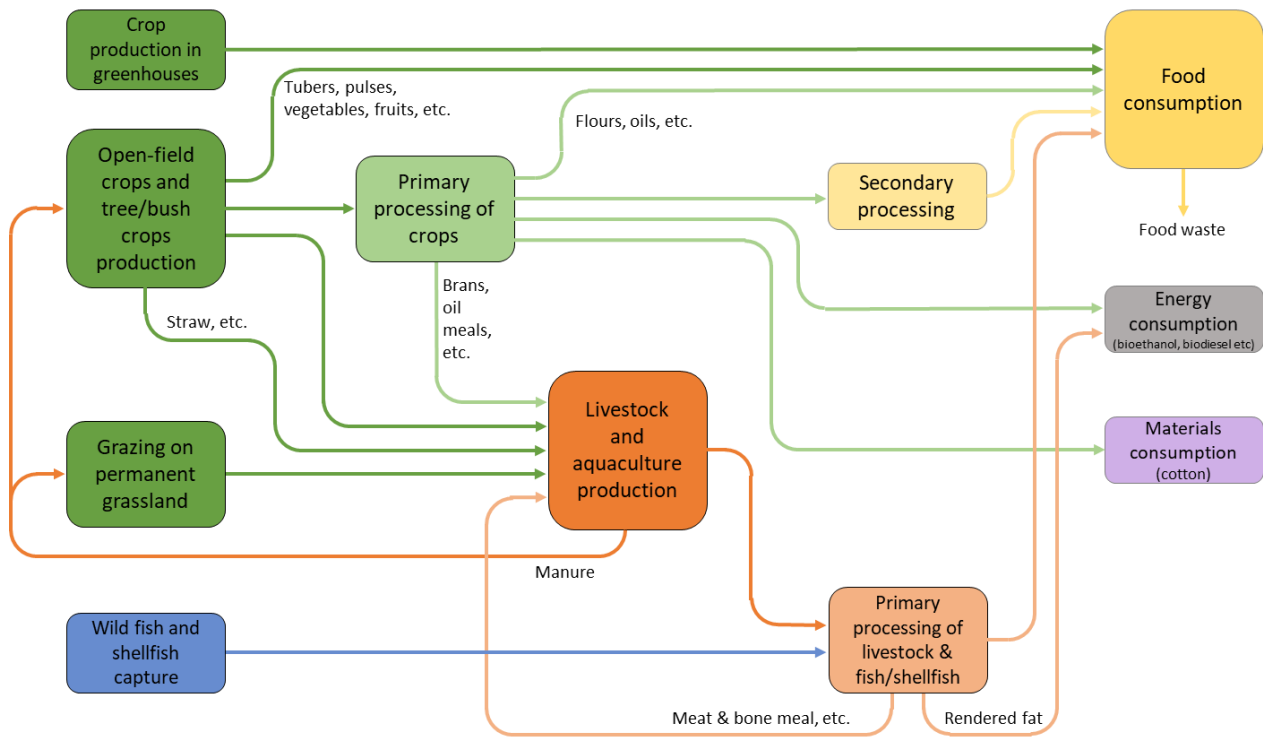 Crop
production in
greenhouses
Food
consumption
Tubers, pulses,
vegetables, fruits, etc.
Flours, oils, etc.
Open-field
crops and
tree/bush
crops
production
Primary
processing of
crops
Secondary
processing
Food waste
Straw, etc.
Brans,
oil
meals,
etc.
Energy
consumption
(bioethanol, biodiesel etc)
Grazing on
permanent
grassland
Livestock
and
aquaculture
production
Materials
consumption
(cotton)
Manure
Wild fish and
shellfish
capture
Primary
processing of
livestock &
fish/shellfish
Meat & bone meal, etc.
Rendered fat